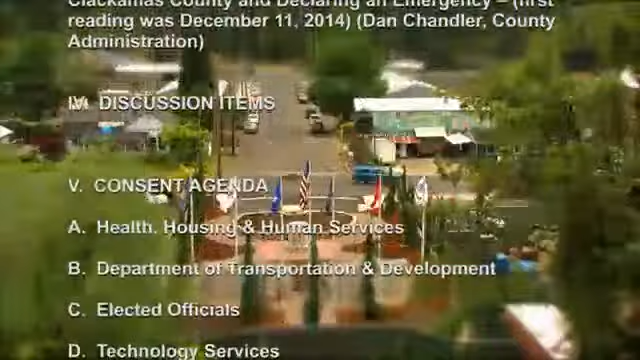 Clackamas County and Declaring an Emergency – (first
reading was December 11, 2014) (Dan Chandler, County
Administration)
IV. DISCUSSION ITEMS
V. CONSENT AGENDA
A. Health, Housing & Human Services
B. Department of Transportation & Development
C. Elected Officials
D. Technology Services